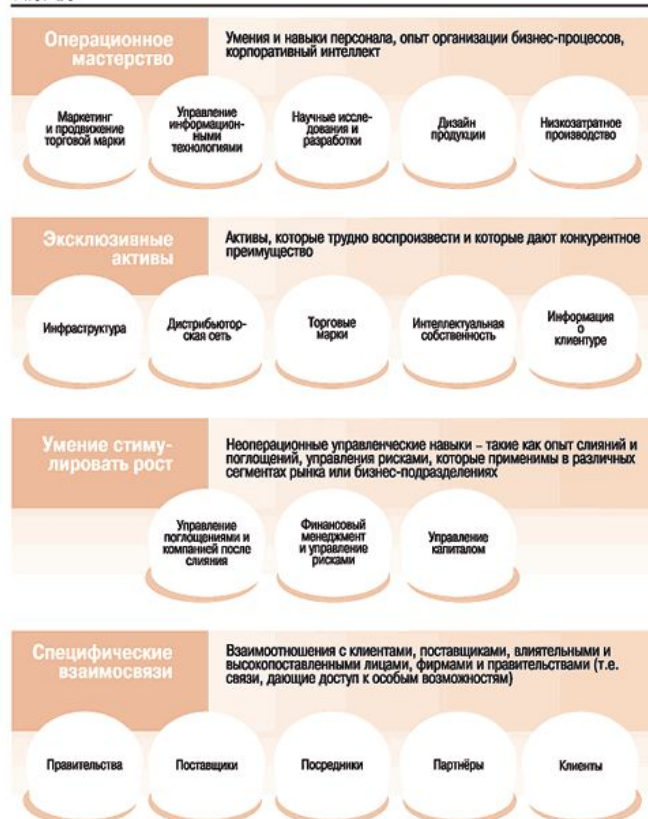 Операционное
мастерство
Умения и навыки персонала, опыт организации бизнес-процессов,
корпоративный интеллект
Маркетинг
и продвижение
торговой марки
Управление
информацион-
ными
технологиями
Научные иссле-
дования и
разработки
Дизайн
продукции
Низкозатратное
производство
Эксклюзивные
активы
Активы, которые трудно воспроизвести и которые дают конкурентное
преимущество
Инфраструктура
Дистрибьютор-
ская сеть
Торговые
марки
Интеллектуальная
собственность
Информация
о
клиентуре
Умение стиму-
лировать рост
Неоперационные управленческие навыки – такие как опыт слияний и
поглощений, управления рисками, которые применимы в различных
сегментах рынка или бизнес-подразделениях
Управление
поглощениями и
компанией после
слияния
Финансовый
менеджмент
и управление
рисками
Управление
капиталом
Специфические
взаимосвязи
Взаимоотношения с клиентами, поставщиками, влиятельными и
высокопоставленными лицами, фирмами и правительствами (т.е.
связи, дающие доступ к особым возможностям)
Правительства
Поставщики
Посредники
Партнёры
Клиенты